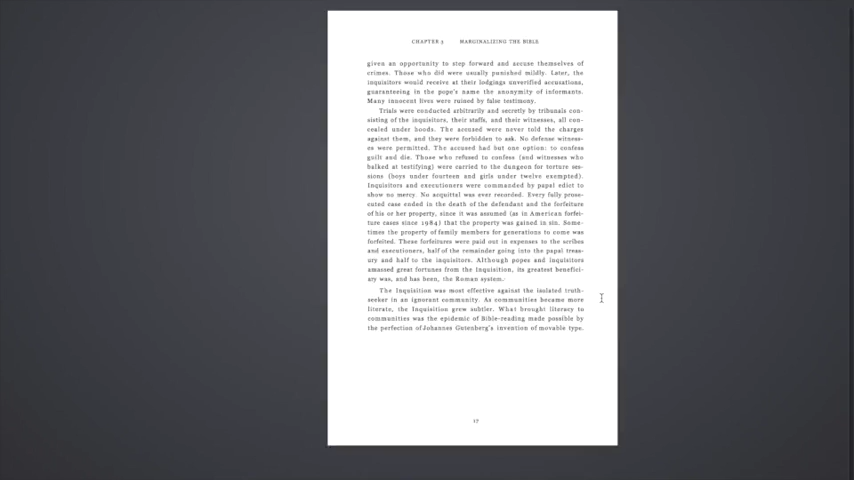 CHAPTER 3 MARGINALIZING THE BIBLE
given an opportunity to step forward and accuse themselves of
crimes. Those who did were usually punished mildly. Later, the
inquisitors would receive at their lodgings unverified accusations,
guaranteeing in the pope's name the anonymity of informants.
Many innocent lives were ruined by false testimony.
Trials were conducted arbitrarily and secretly by tribunals con-
sisting of the inquisitors, their staffs, and their witnesses, all con-
cealed under hoods. The accused were never told the charges
against them, and they were forbidden to ask. No defense witness-
es were permitted. The accused had but one option: to confess
guilt and die. Those who refused to confess (and witnesses who
balked at testifying) were carried to the dungeon for torture ses-
sions (boys under fourteen and girls under twelve exempted).
Inquisitors and executioners were commanded by papal edict to
show no mercy. No acquittal was ever recorded. Every fully prose-
cuted case ended in the death of the defendant and the forfeiture
of his or her property, since it was assumed (as in American forfei-
ture cases since 1984) that the property was gained in sin. Some-
times the property of family members for generations to come was
forfeited. These forfeitures were paid out in expenses to the scribes
and executioners, half of the remainder going into the papal treas-
ury and half to the inquisitors. Although popes and inquisitors
amassed great fortunes from the Inquisition, its greatest benefici-
ary was, and has been, the Roman system.
The Inquisition was most effective against the isolated truth-
seeker in an ignorant community. As communities became more
literate, the Inquisition grew subtler. What brought literacy to
communities was the epidemic of Bible-reading made possible by
the perfection of Johannes Gutenberg's invention of movable type.
17